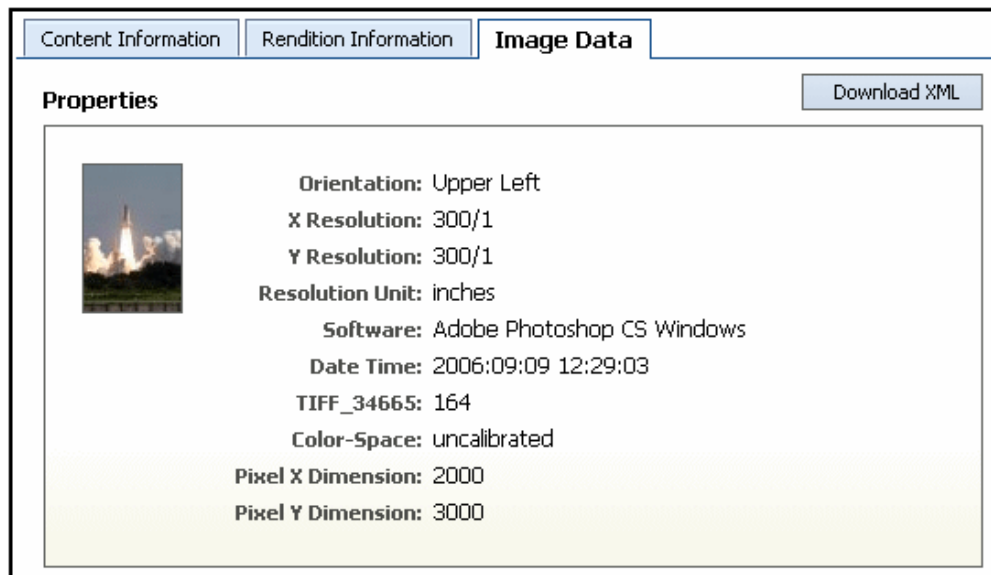 Content Information Rendition Information Image Data
Download XML
Properties
Orientation: Upper Left
X Resolution: 300/1
Y Resolution: 300/1
Resolution Unit: inches
Software: Adobe Photoshop CS Windows
Date Time: 2006:09:09 12:29:03
TIFF_34665: 164
Color-Space: uncalibrated
Pixel X Dimension: 2000
Pixel Y Dimension: 3000